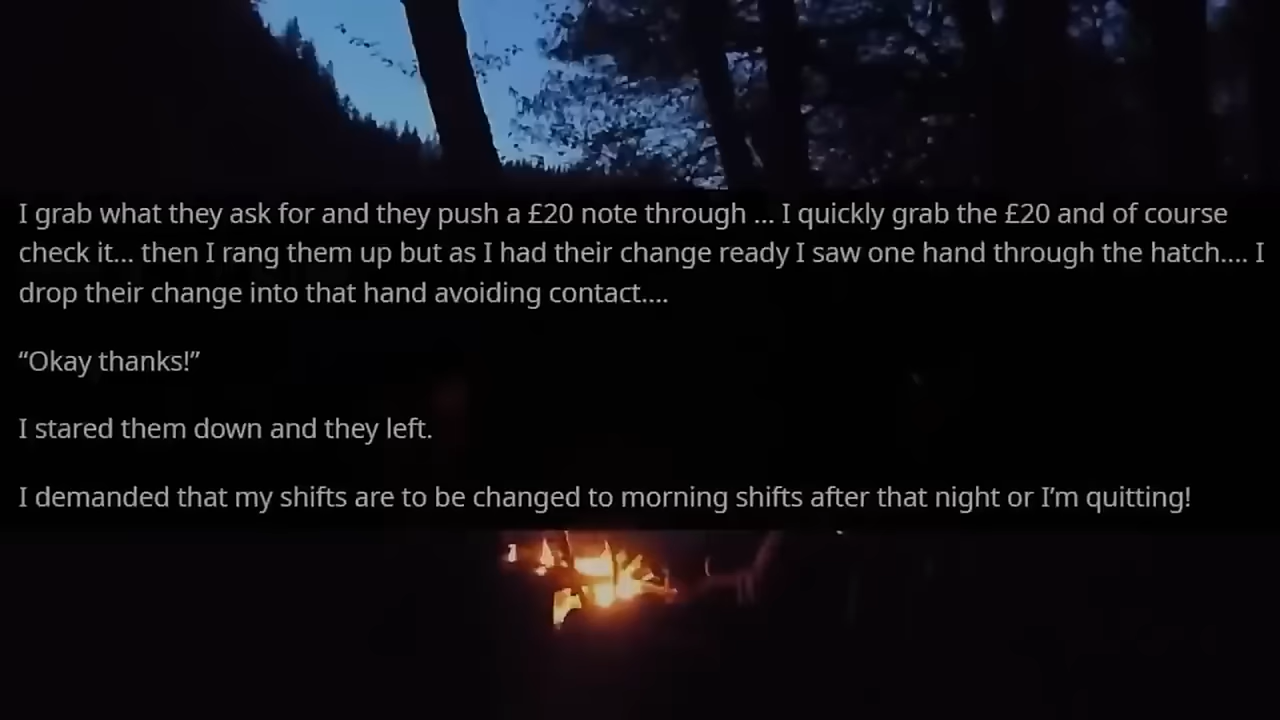 I grab what they ask for and they push a £20 note through ... I quickly grab the £20 and of course
check it... then I rang them up but as I had their change ready I saw one hand through the hatch.... I
drop their change into that hand avoiding contact....
“Okay thanks!”
I stared them down and they left.
I demanded that my shifts are to be changed to morning shifts after that night or I’m quitting!